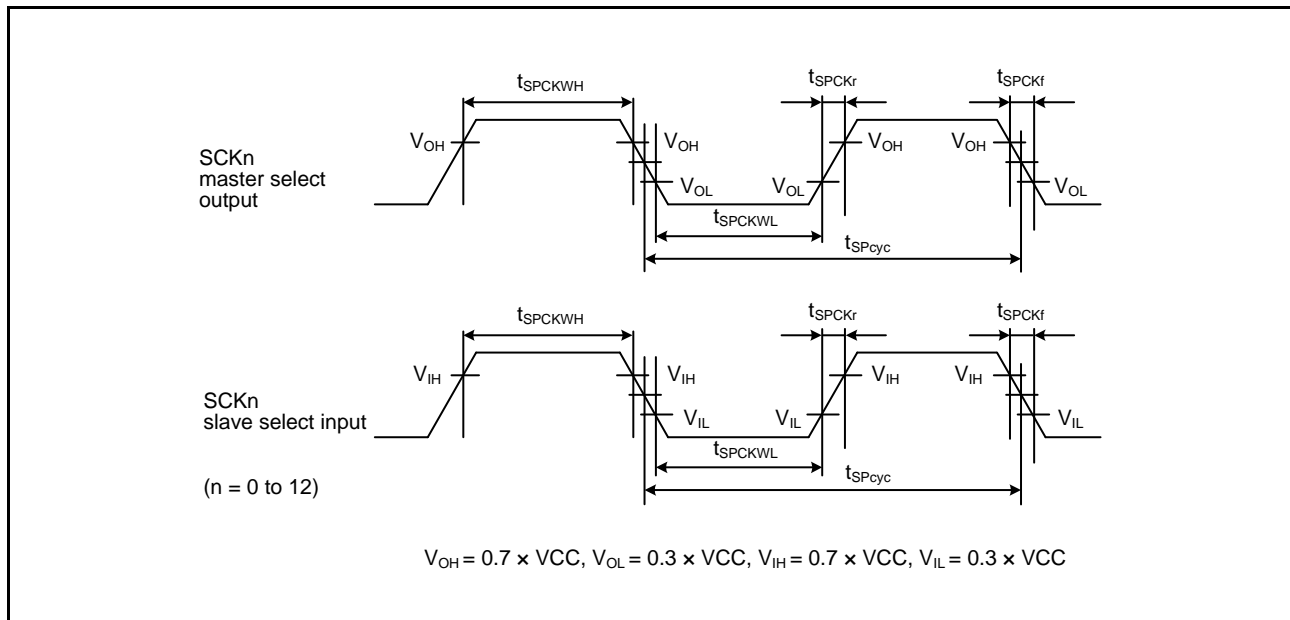 tSPCKWH
tSPCKr
tSPCKf
VOH
VOH
VOH
VOH
SCKn
master select
output
VOL
VOL
VOL
tSPCKWL
tSPcyc
tSPCKWH
tSPCKr
tSPCKf
VIH
VIH
VIH
VIH
SCKn
slave select input
VIL
VIL
VIL
tSPCKWL
tSPcyc
(n = 0 to 12)
VOH = 0.7 × VCC, VOL = 0.3 × VCC, VIH = 0.7 × VCC, VIL = 0.3 × VCC